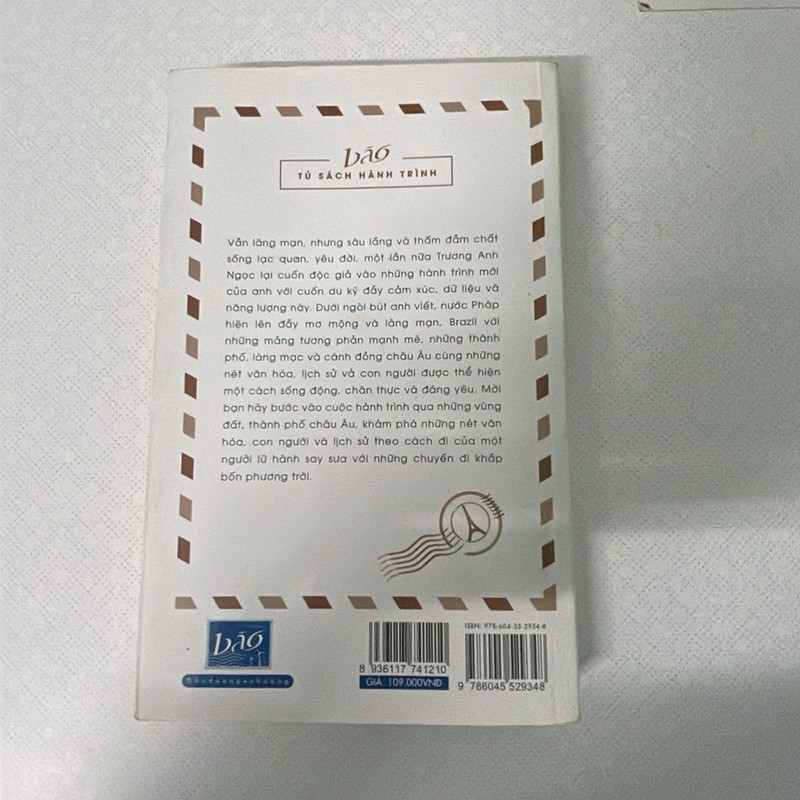 bão
TỦ SÁCH HÀNH TRÌNH
Vẫn lãng mạn, nhưng sâu lắng và thấm đẫm chất
sống lạc quan, yêu đời, một lần nữa Trương Anh
Ngọc lại cuốn độc giả vào những hành trình mới
của anh với cuốn du ký đầy cảm xúc, dữ liệu và
năng lượng này. Dưới ngòi bút anh viết, nước Pháp
hiện lên đầy mơ mộng và lãng mạn, Brazil với
những mảng tương phản mạnh mẽ, những thành
phố, làng mạc và cánh đồng châu Âu cùng những
nét văn hóa, lịch sử và con người được thể hiện
một cách sống động, chân thực và đáng yêu. Mời
bạn hãy bước vào cuộc hành trình qua những vùng
đất, thành phố châu Âu, khám phá những nét văn
hóa, con người và lịch sử theo cách đi của một
người lữ hành say sưa với những chuyến đi khắp
bốn phương trời.
bão
ISBN: 978-604-55-2934-8
8 936117 741210
GIÁ: 109.000VNĐ
9 786045 529348